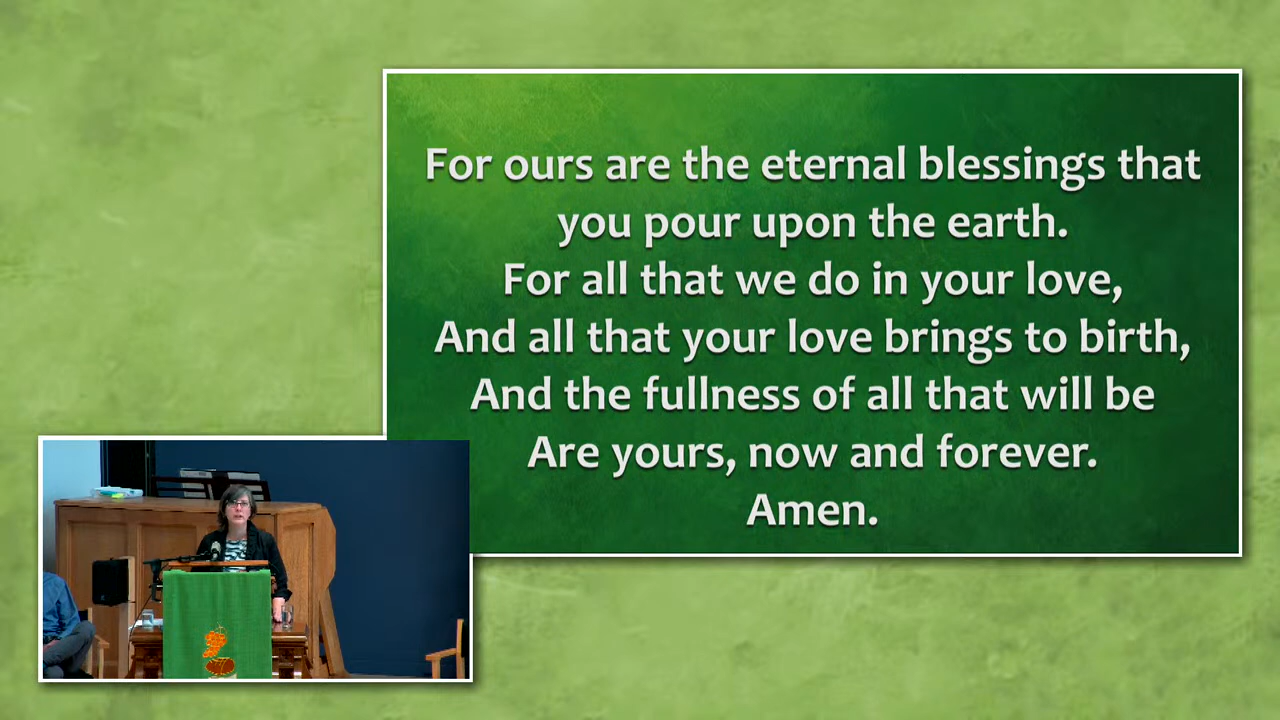 For ours are the eternal blessings that
you pour upon the earth.
For all that we do in your love,
And all that your love brings to birth,
And the fullness of all that will be
Are yours, now and forever.
Amen.